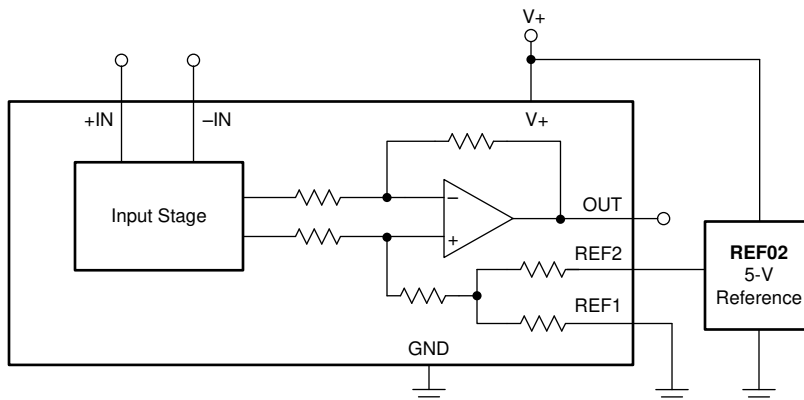 V+
+IN
–IN
V+
Input Stage
–
+
OUT
REF2
REF1
GND
REF02
5-V
Reference